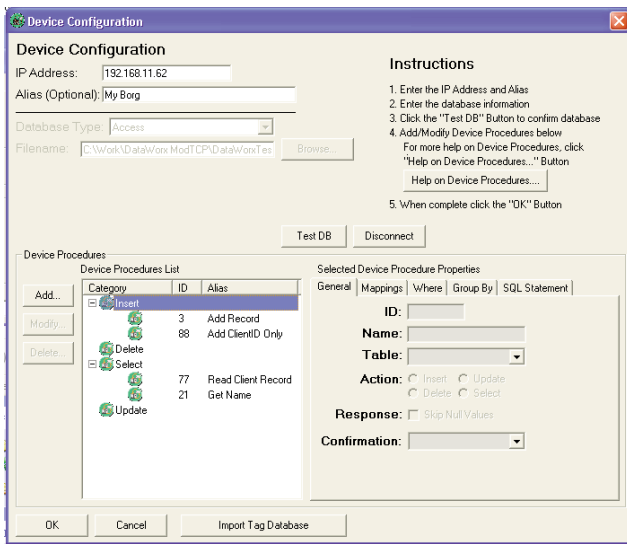 Device Configuration
Device Configuration
IP Address: 192.168.11.62
Alias (Optional): My Borg
Database Type: Access
Filename: C:\Work\DataWorx ModTCP\DataWorxTes Browse...
Instructions
1. Enter the IP Address and Alias
2. Enter the database information
3. Click the "Test DB" Button to confirm database
4. Add/Modify Device Procedures below
For more help on Device Procedures, click
"Help on Device Procedures..." Button
Help on Device Procedures....
5. When complete click the "OK" Button
Test DB Disconnect
Device Procedures
Device Procedures List
Add...
Modify...
Delete...
Category ID Alias
Insert
3 Add Record
88 Add ClientID Only
Delete
Select
77 Read Client Record
21 Get Name
Update
Selected Device Procedure Properties
General Mappings Where Group By SQL Statement
ID:
Name:
Table:
Action: Insert Update
Delete Select
Response: Skip Null Values
Confirmation:
OK Cancel Import Tag Database